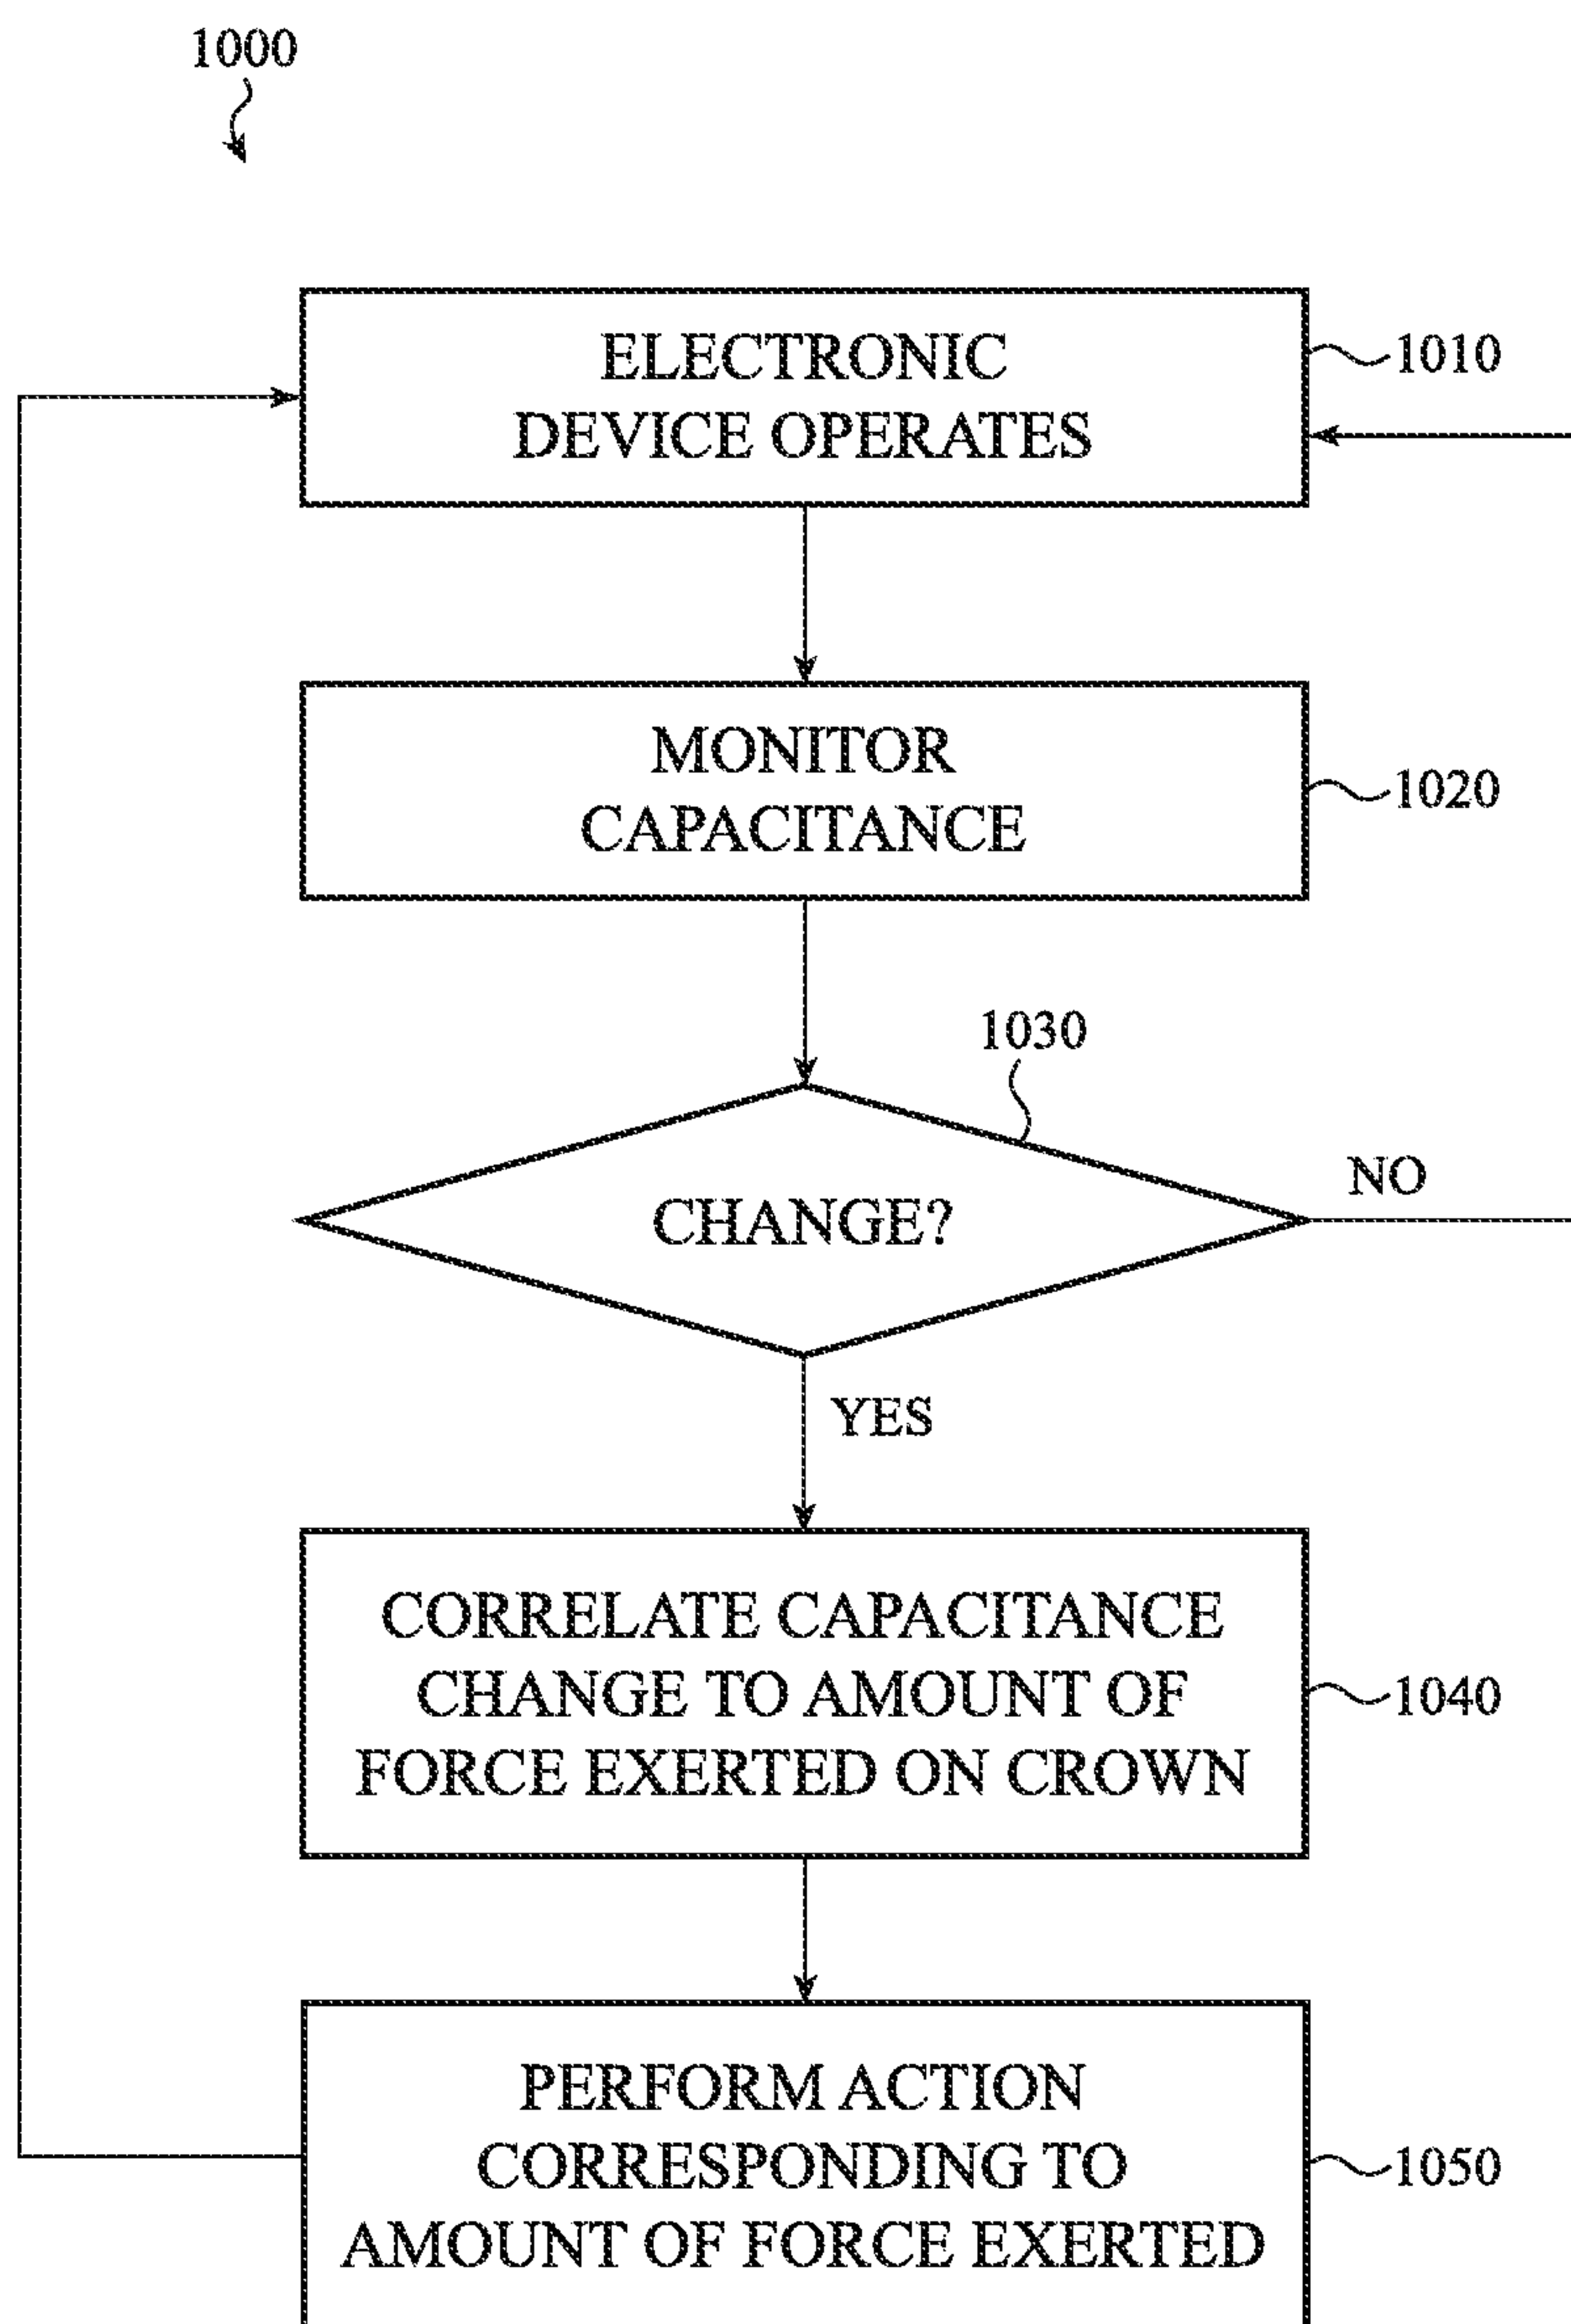 1000
ELECTRONIC
DEVICE OPERATES
1010
MONITOR
CAPACITANCE
1020
1030
CHANGE?
NO
YES
CORRELATE CAPACITANCE
CHANGE TO AMOUNT OF
FORCE EXERTED ON CROWN
1040
PERFORM ACTION
CORRESPONDING TO
AMOUNT OF FORCE EXERTED
1050